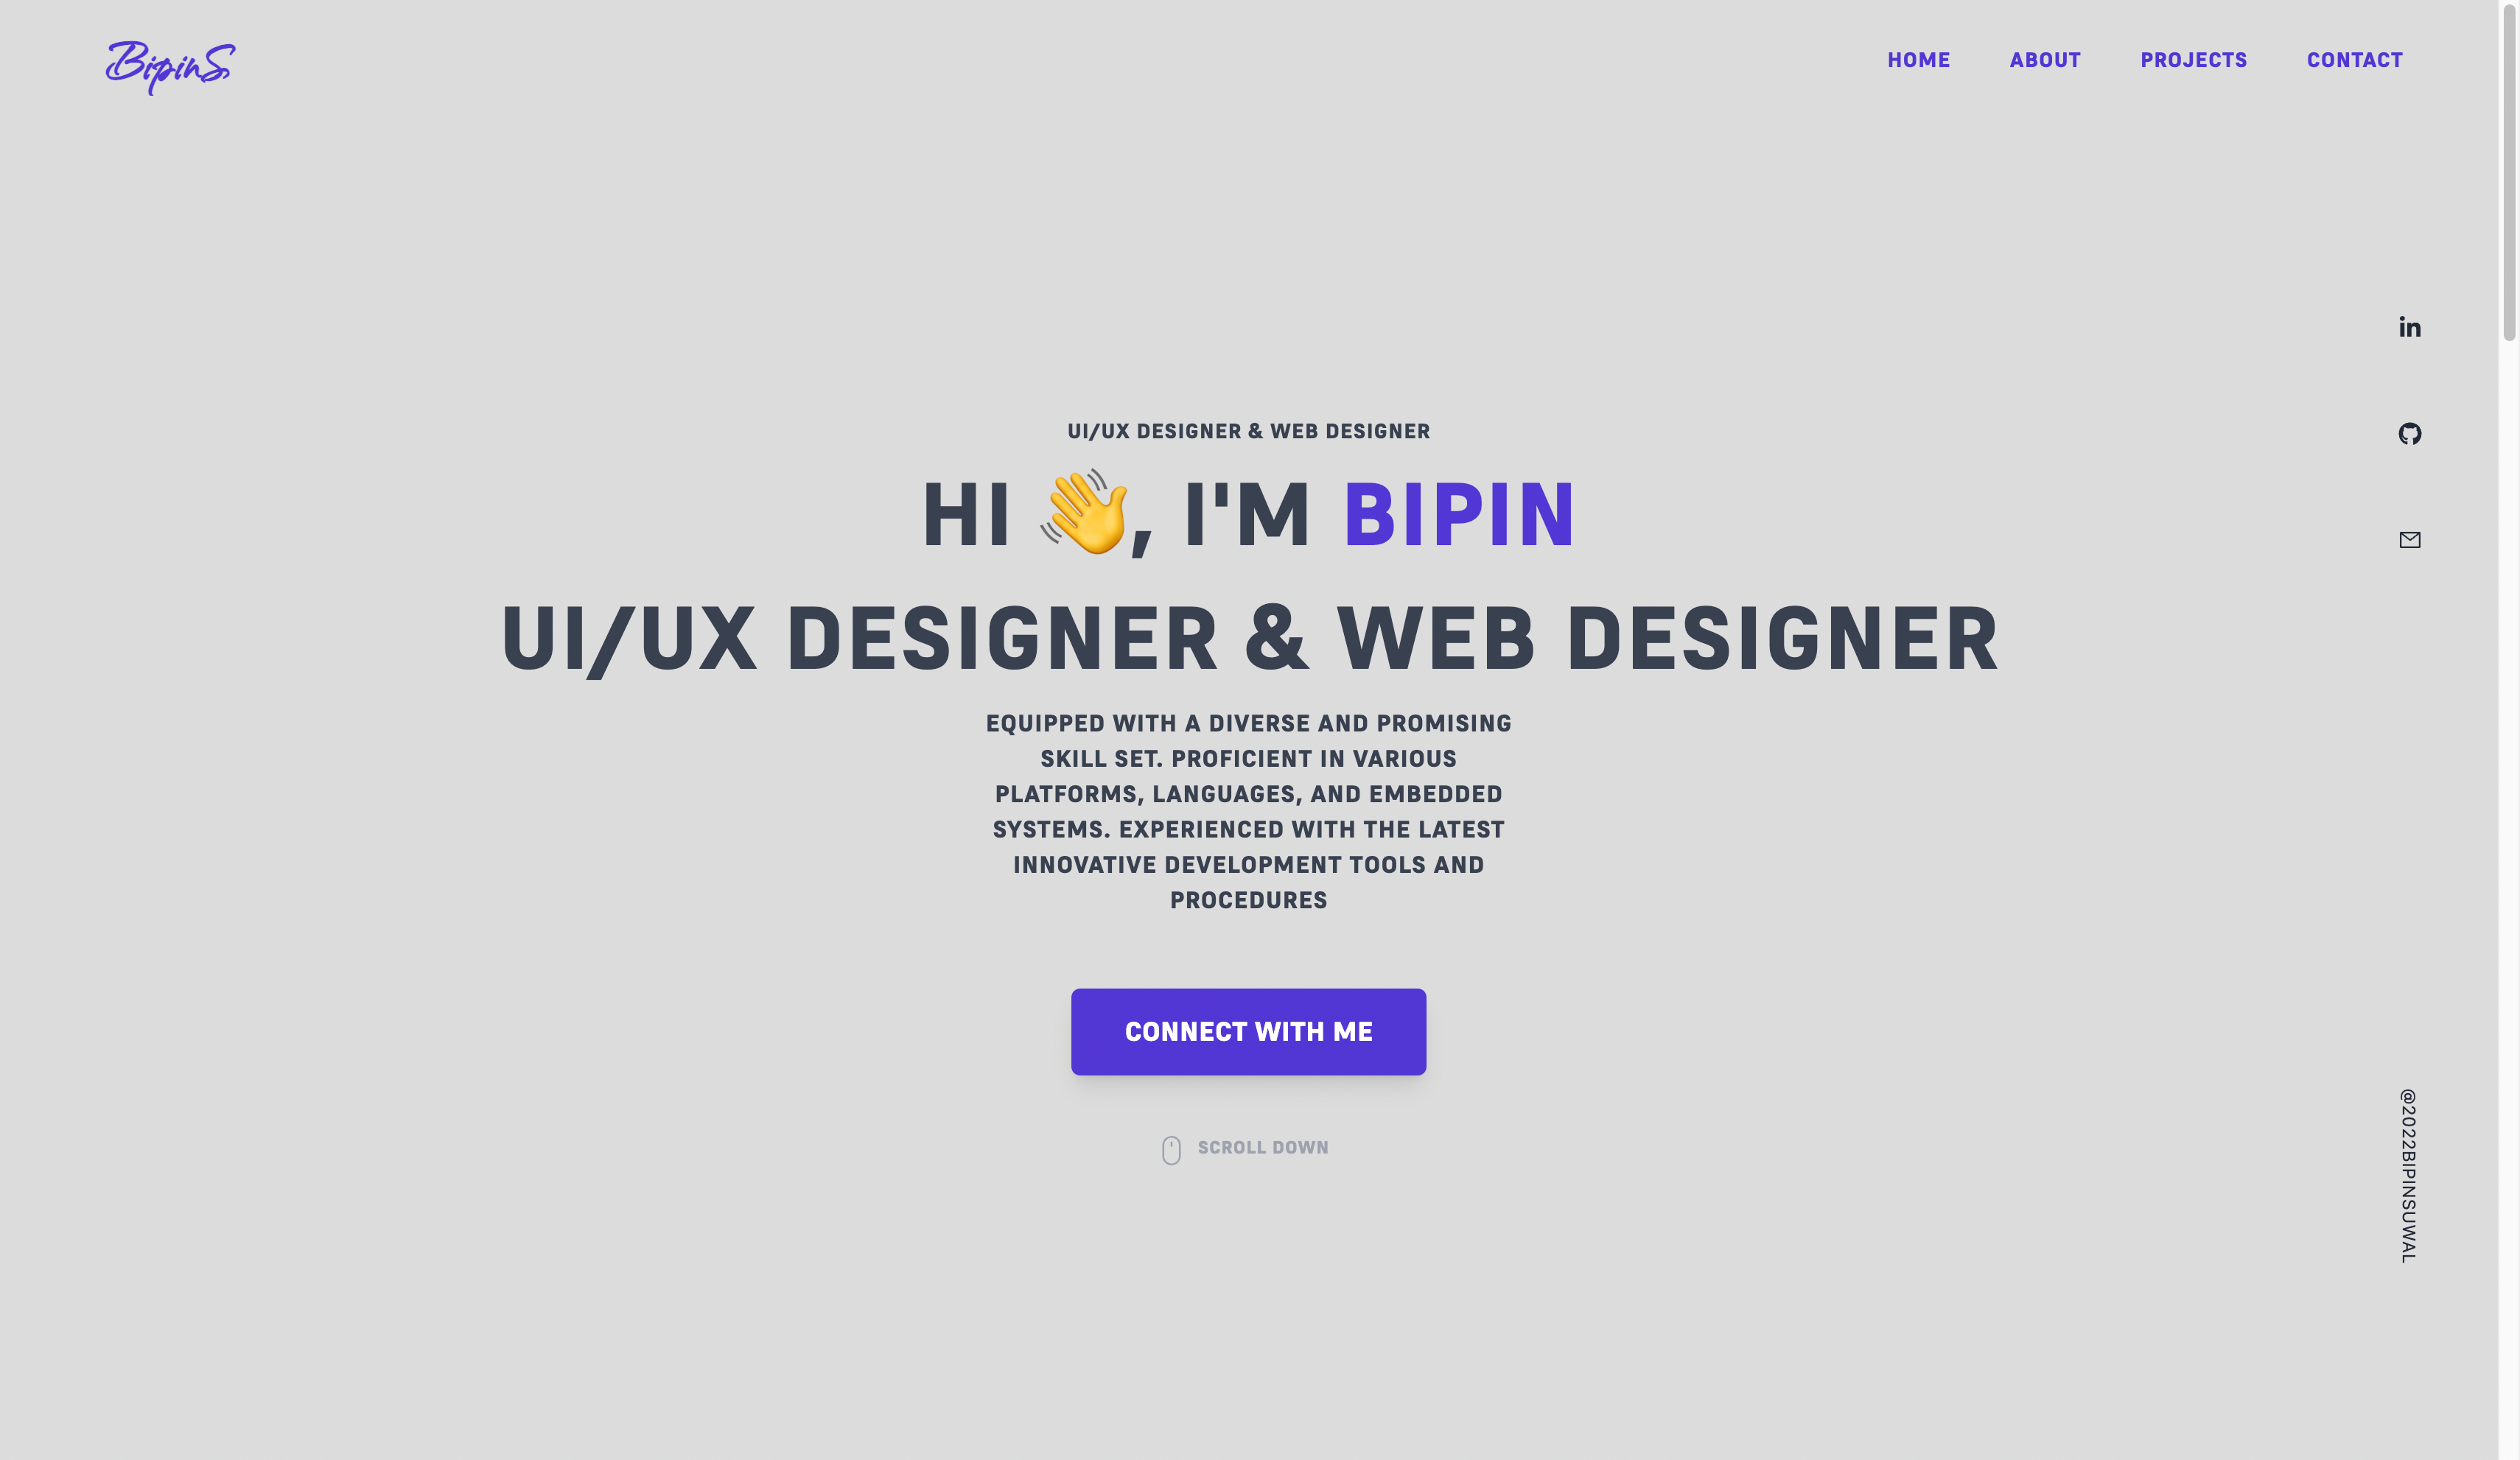 BipinS
HOME ABOUT PROJECTS CONTACT
in
UI/UX DESIGNER & WEB DESIGNER
HI 👋, I'M BIPIN
UI/UX DESIGNER & WEB DESIGNER
EQUIPPED WITH A DIVERSE AND PROMISING
SKILL SET. PROFICIENT IN VARIOUS
PLATFORMS, LANGUAGES, AND EMBEDDED
SYSTEMS. EXPERIENCED WITH THE LATEST
INNOVATIVE DEVELOPMENT TOOLS AND
PROCEDURES
CONNECT WITH ME
SCROLL DOWN
@2022BIPINSUWAL